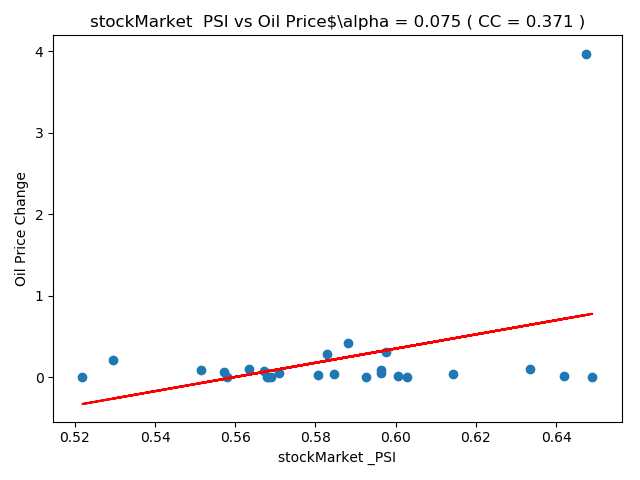 stockMarket  PSI vs Oil Price$\alpha = 0.075 ( CC = 0.371 )
4
3
2
1
0
Oil Price Change
0.52 0.54 0.56 0.58 0.60 0.62 0.64
stockMarket _PSI